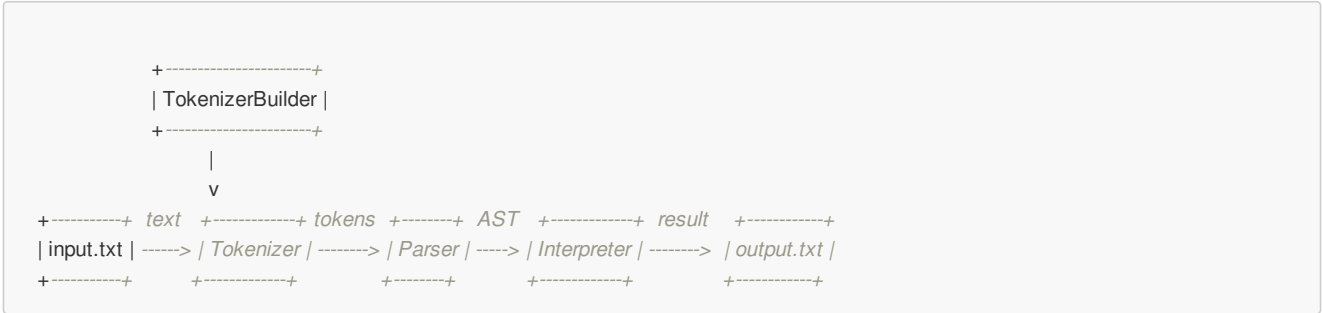 +-----------------------+
| TokenizerBuilder |
+-----------------------+
|
v
+-----------+ text +-------------+ tokens +--------+ AST +-------------+ result +------------+
| input.txt | ------> | Tokenizer | --------> | Parser | -----> | Interpreter | --------> | output.txt |
+-----------+ +-------------+ +--------+ +-------------+ +------------+